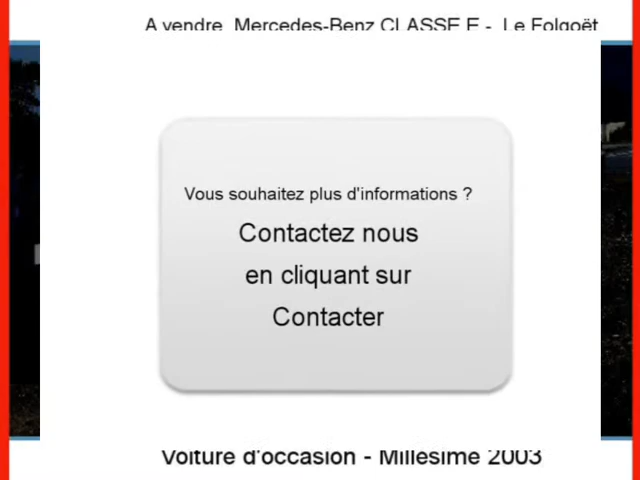 A vendre Mercedes-Benz CLASSE E - Le Folgoët
Vous souhaitez plus d'informations ?
Contactez nous
en cliquant sur
Contacter
Voiture d'occasion - Millésime 2003